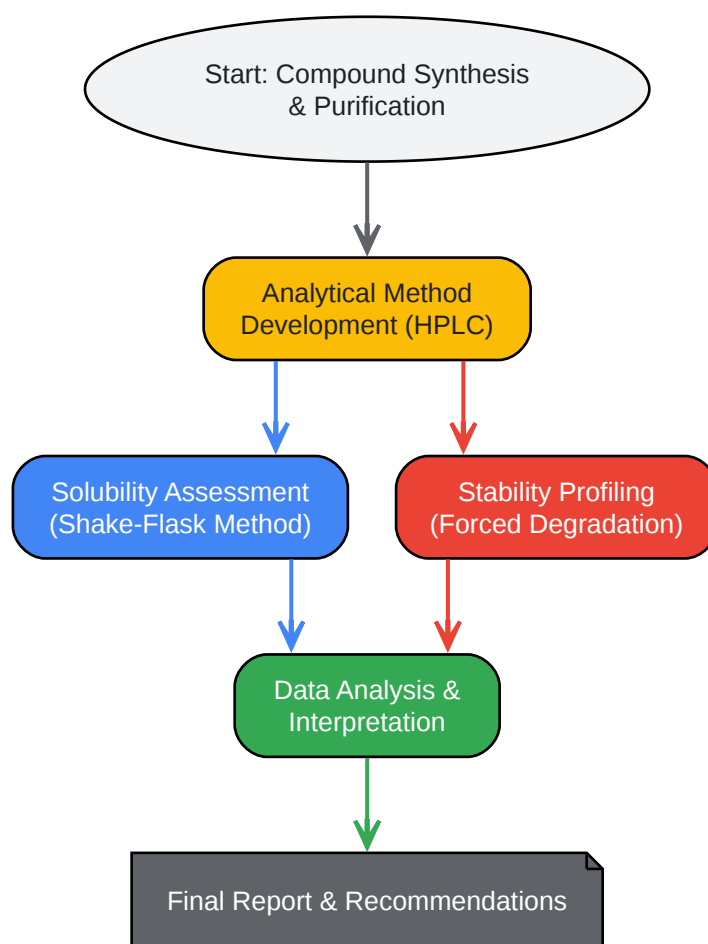 Start: Compound Synthesis
& Purification
Analytical Method
Development (HPLC)
Solubility Assessment
(Shake-Flask Method)
Stability Profiling
(Forced Degradation)
Data Analysis &
Interpretation
Final Report & Recommendations